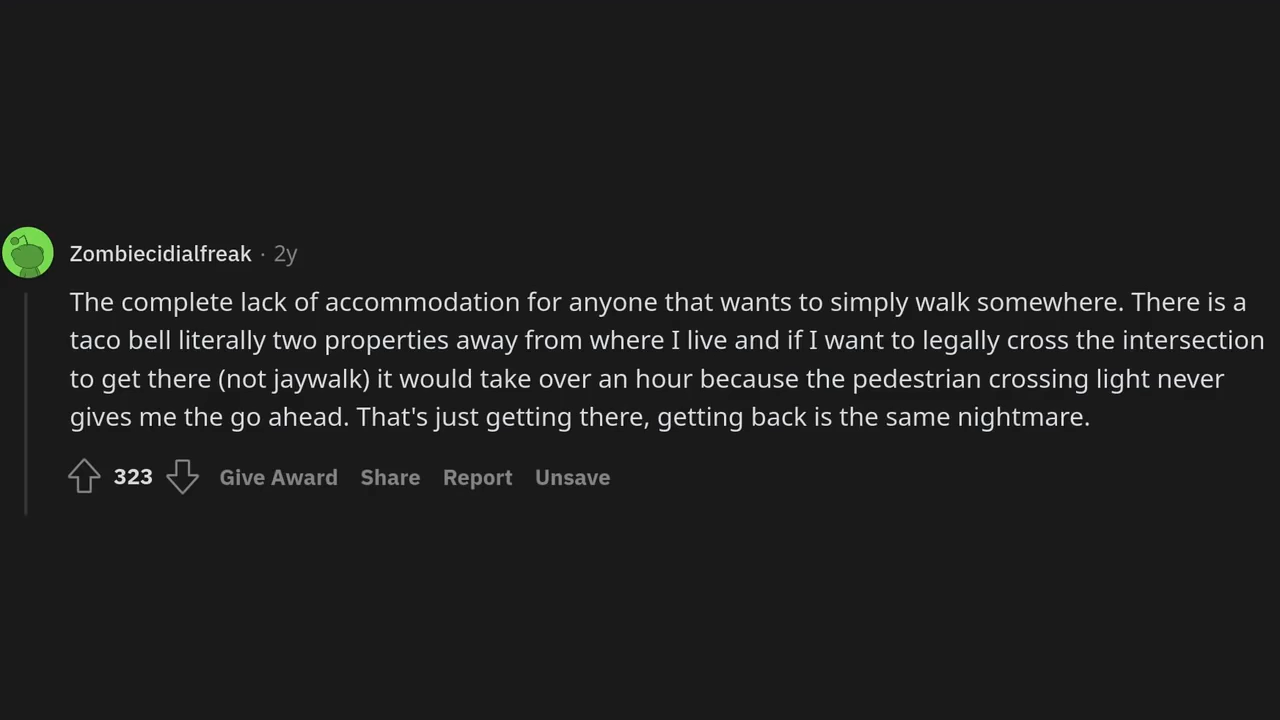 Zombiecidialfreak · 2y
The complete lack of accommodation for anyone that wants to simply walk somewhere. There is a
taco bell literally two properties away from where I live and if I want to legally cross the intersection
to get there (not jaywalk) it would take over an hour because the pedestrian crossing light never
gives me the go ahead. That's just getting there, getting back is the same nightmare.
323 Give Award Share Report Unsave